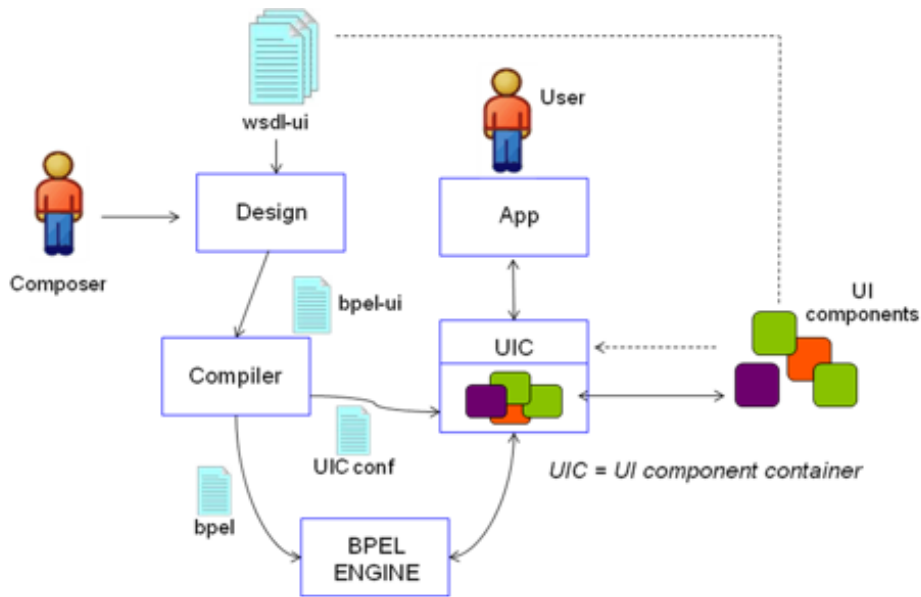 wsdl-ui
User
Design
App
Composer
bpel-ui
UI
components
UIC
Compiler
UIC conf
UIC = UI component container
bpel
BPEL
ENGINE